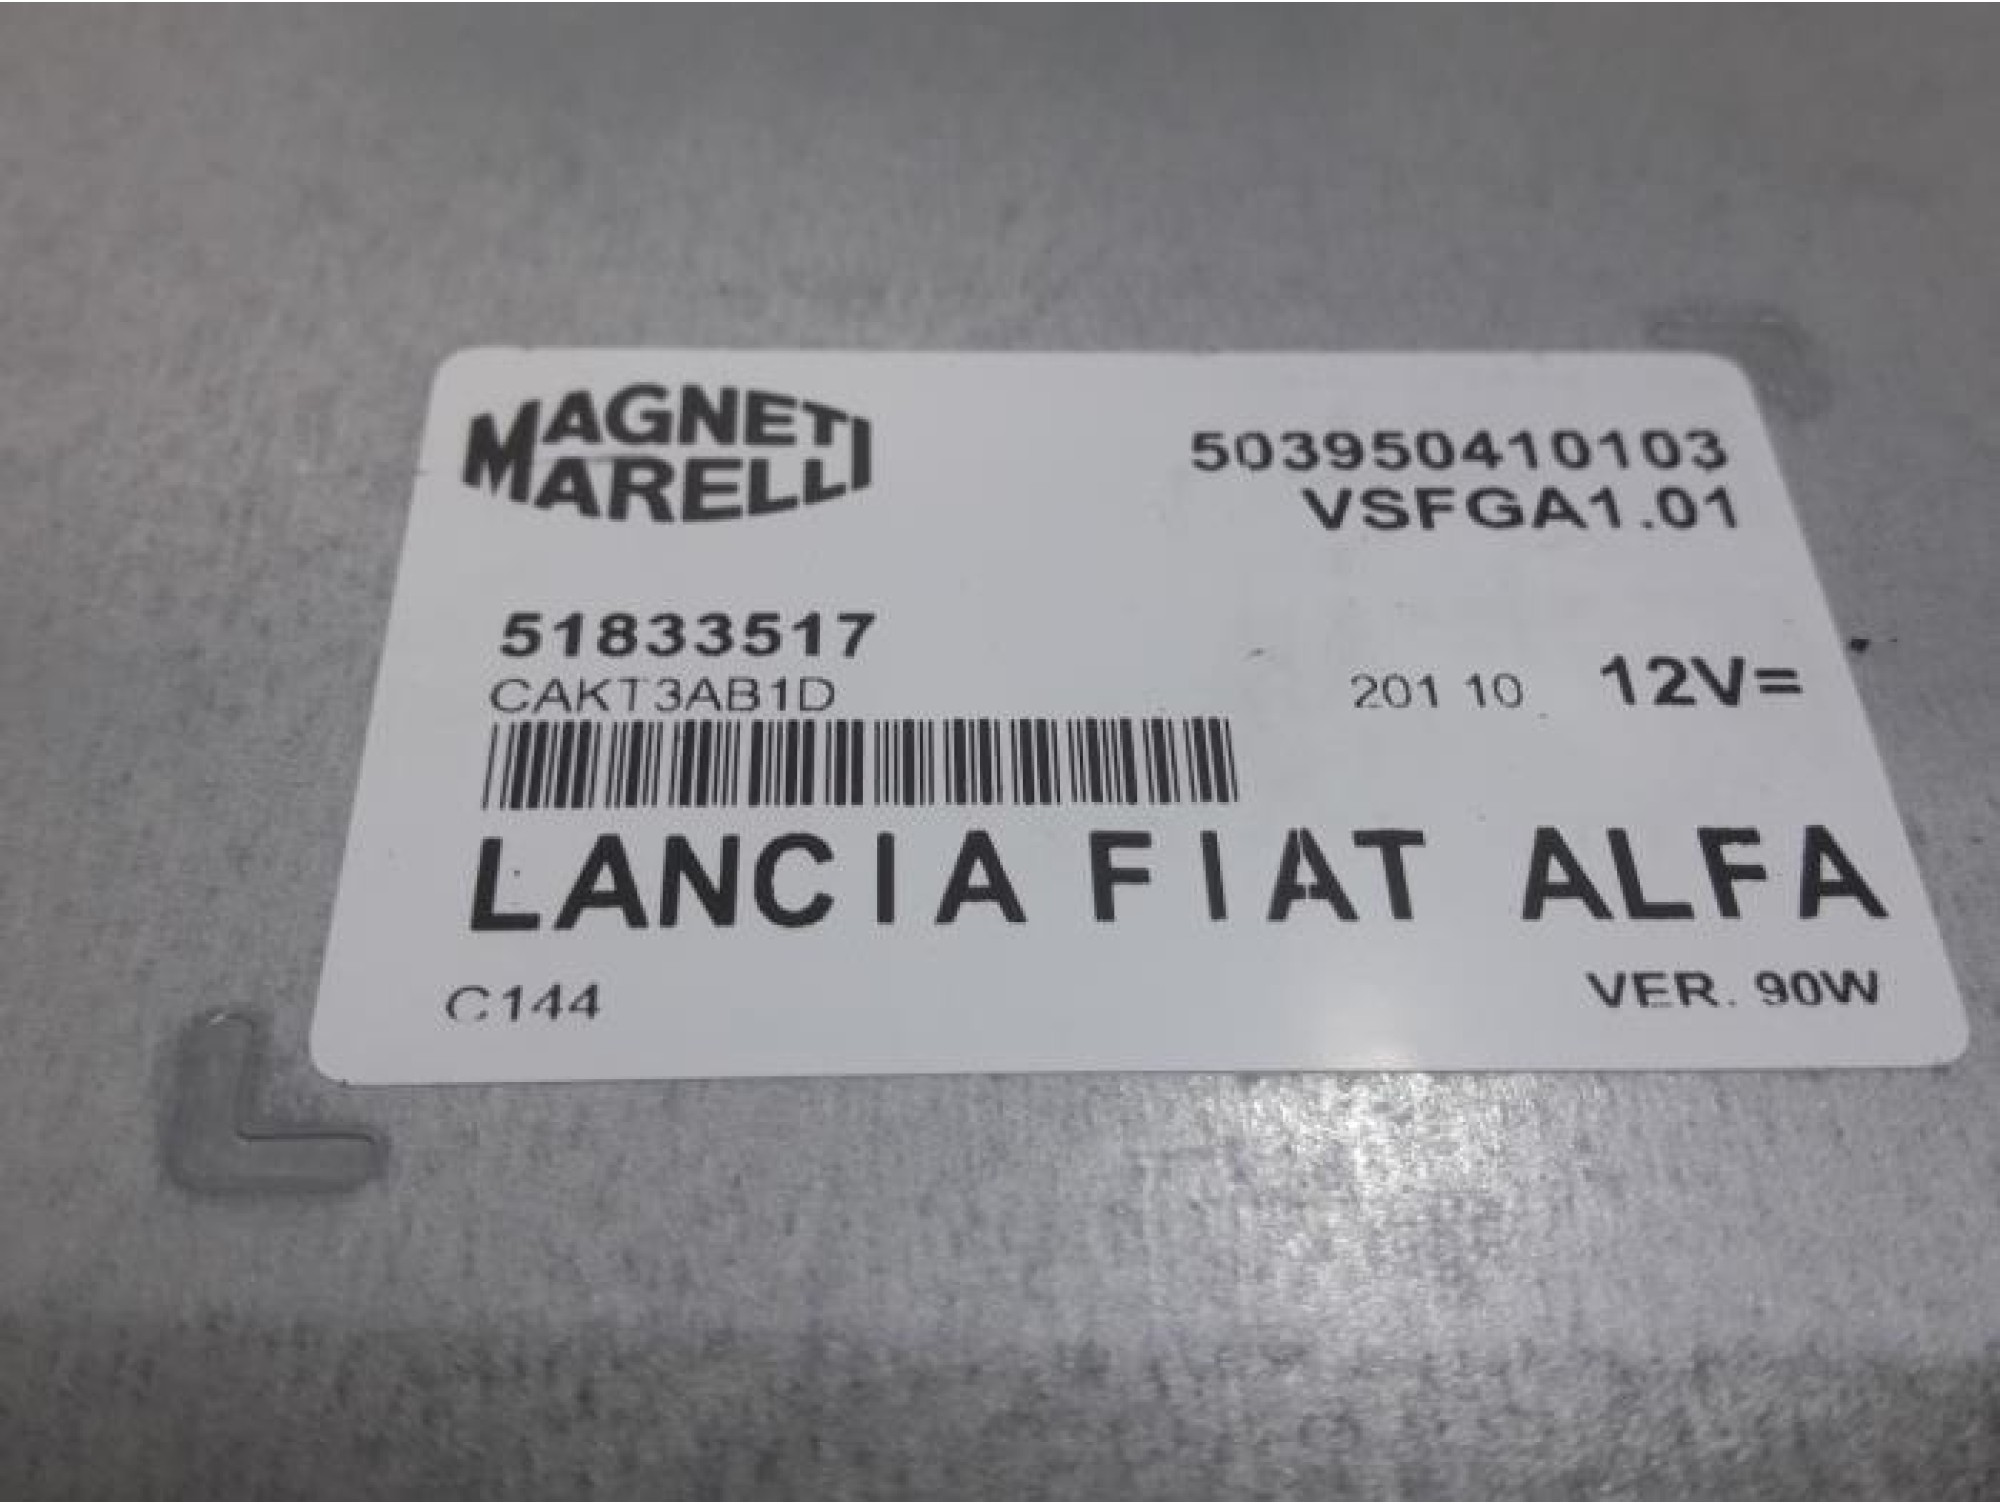 MAGNETI
MARELLI
503950410103
VSFGA1.01
51833517
CAKT3AB1D
201 10 12V=
LANCIA FIAT ALFA
C144
VER. 90W